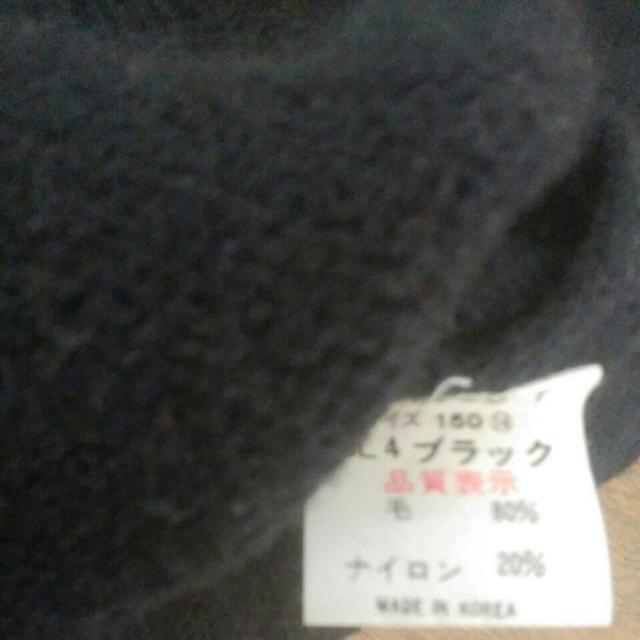 イズ 150
L4 ブラック
品質表示
毛 80%
ナイロン 20%
MADE IN KOREA